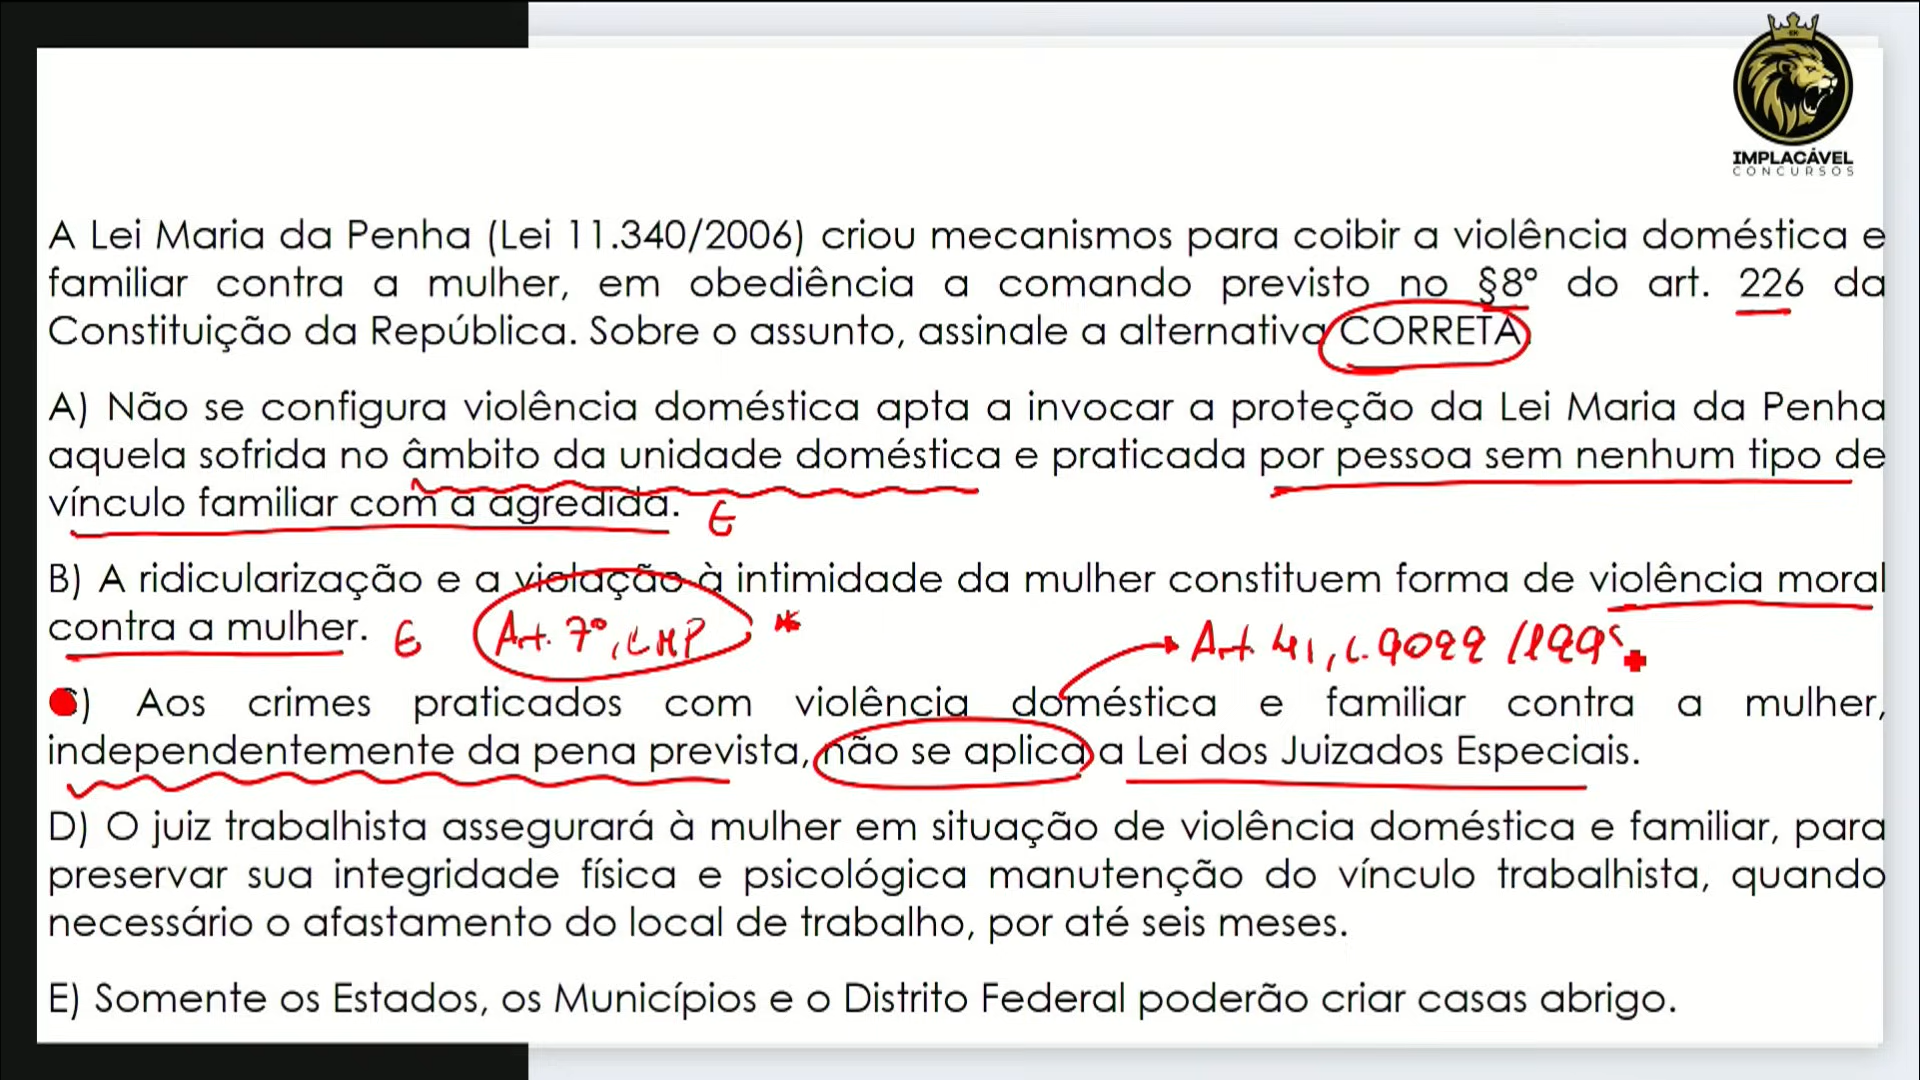 IMPLACÁVEL
CONCURSOS
A Lei Maria da Penha (Lei 11.340/2006) criou mecanismos para coibir a violência doméstica e
familiar contra a mulher, em obediência a comando previsto no §8º do art. 226 da
Constituição da República. Sobre o assunto, assinale a alternativa CORRETA.
A) Não se configura violência doméstica apta a invocar a proteção da Lei Maria da Penha
aquela sofrida no âmbito da unidade doméstica e praticada por pessoa sem nenhum tipo de
vínculo familiar com a agredida. E
B) A ridicularização e a violação à intimidade da mulher constituem forma de violência moral
contra a mulher. E Art. 7º, LMP *
Art. 41, L. 9099/1995
C) Aos crimes praticados com violência doméstica e familiar contra a mulher,
independentemente da pena prevista, não se aplica a Lei dos Juizados Especiais.
D) O juiz trabalhista assegurará à mulher em situação de violência doméstica e familiar, para
preservar sua integridade física e psicológica manutenção do vínculo trabalhista, quando
necessário o afastamento do local de trabalho, por até seis meses.
E) Somente os Estados, os Municípios e o Distrito Federal poderão criar casas abrigo.